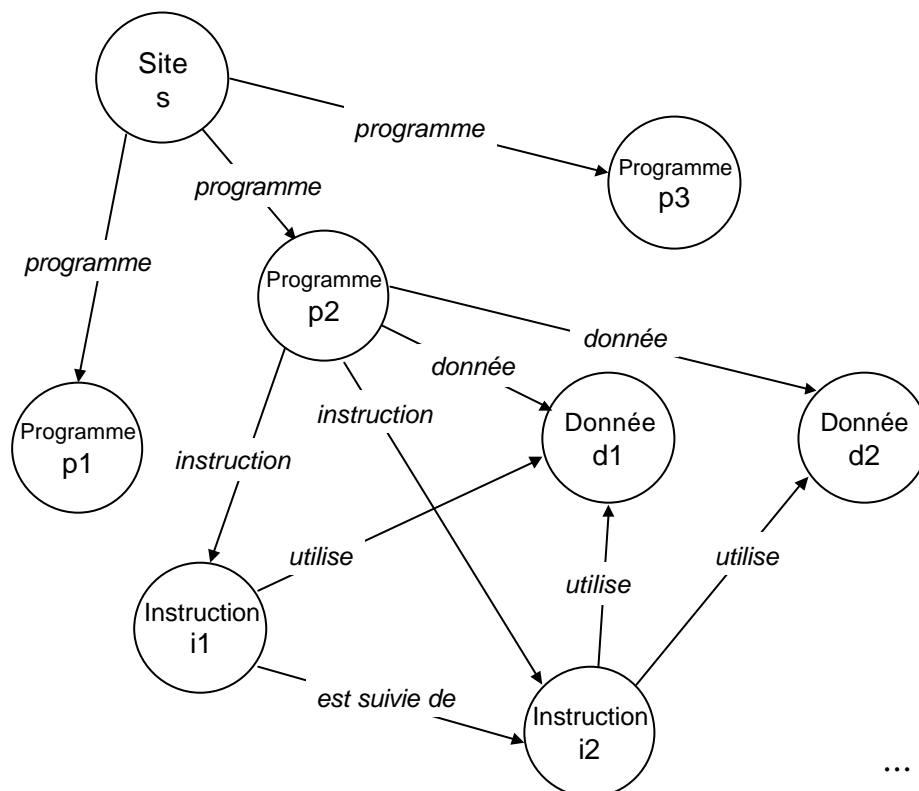 Site
s
programme
Programme
p3
programme
programme
Programme
p2
donnée
donnée
instruction
Donnée
d1
Donnée
d2
Programme
p1
instruction
utilise
utilise
utilise
Instruction
i1
est suivie de
Instruction
i2
...